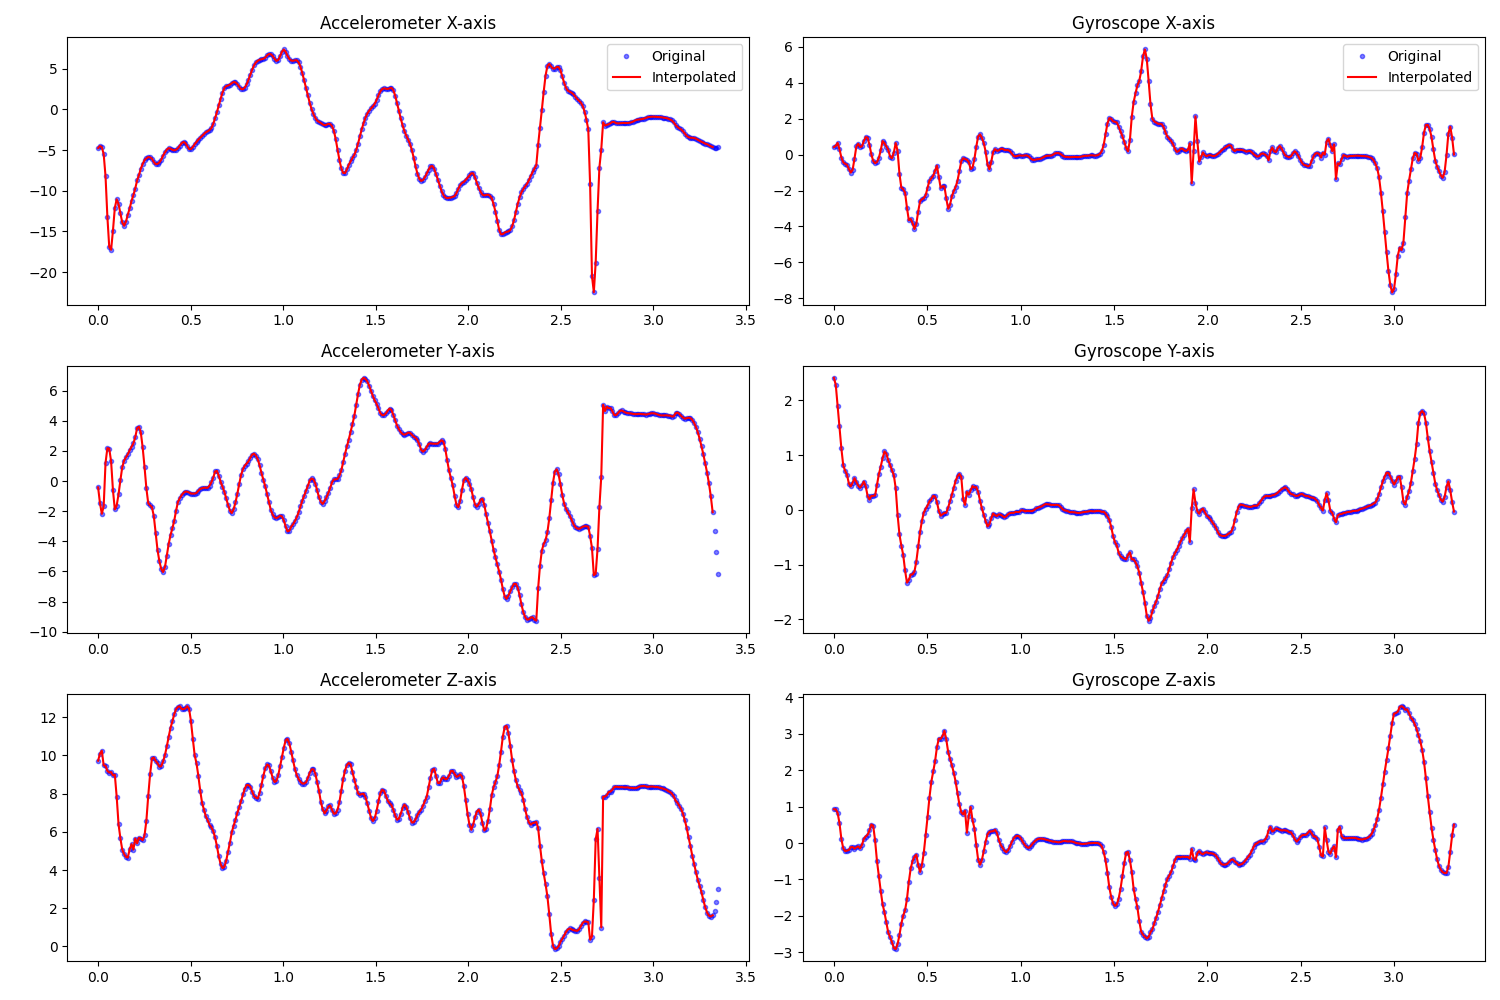 Accelerometer X-axis
Original
Interpolated
5
0
−5
−10
−15
−20
0.0 0.5 1.0 1.5 2.0 2.5 3.0 3.5
Gyroscope X-axis
Original
Interpolated
6
4
2
0
−2
−4
−6
−8
0.0 0.5 1.0 1.5 2.0 2.5 3.0
Accelerometer Y-axis
6
4
2
0
−2
−4
−6
−8
−10
0.0 0.5 1.0 1.5 2.0 2.5 3.0 3.5
Gyroscope Y-axis
2
1
0
−1
−2
0.0 0.5 1.0 1.5 2.0 2.5 3.0
Accelerometer Z-axis
12
10
8
6
4
2
0
0.0 0.5 1.0 1.5 2.0 2.5 3.0 3.5
Gyroscope Z-axis
4
3
2
1
0
−1
−2
−3
0.0 0.5 1.0 1.5 2.0 2.5 3.0